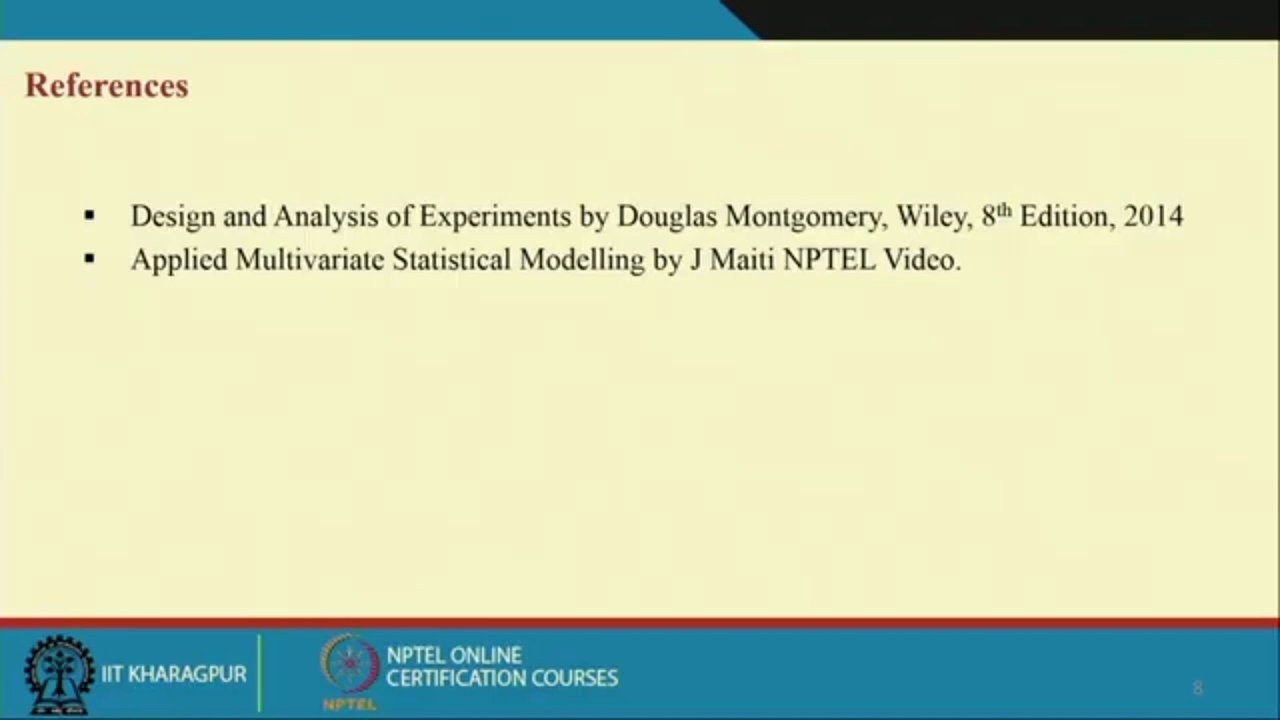 References
▪ Design and Analysis of Experiments by Douglas Montgomery, Wiley, 8th Edition, 2014
▪ Applied Multivariate Statistical Modelling by J Maiti NPTEL Video.
IIT KHARAGPUR
NPTEL
NPTEL ONLINE
CERTIFICATION COURSES
8